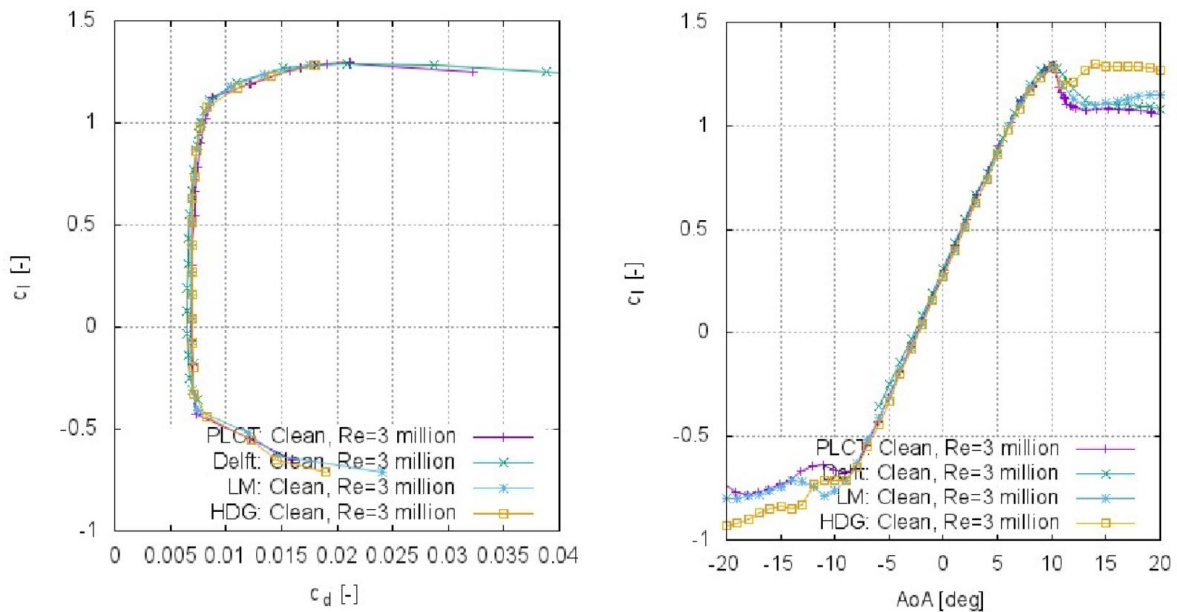 1.5
1
0.5
0
-0.5
-1
c_l [-]
PLCT: Clean, Re=3 million
Delft: Clean, Re=3 million
LM: Clean, Re=3 million
HDG: Clean, Re=3 million
0 0.005 0.01 0.015 0.02 0.025 0.03 0.035 0.04
c_d [-]
1.5
1
0.5
0
-0.5
-1
c_l [-]
PLCT: Clean, Re=3 million
Delft: Clean, Re=3 million
LM: Clean, Re=3 million
HDG: Clean, Re=3 million
-20 -15 -10 -5 0 5 10 15 20
AoA [deg]